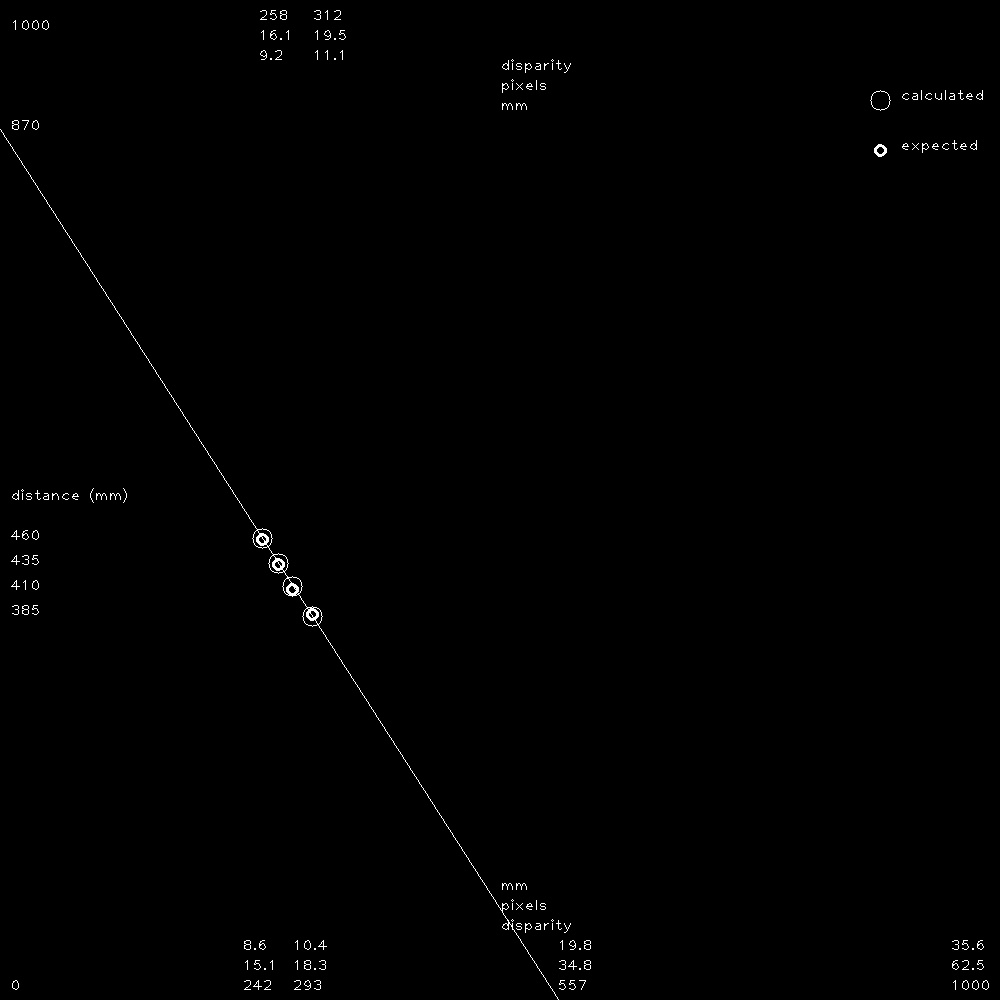 258 312
1000
16.1 19.5
9.2 11.1
disparity
pixels
mm
calculated
870
expected
distance (mm)
460
435
410
385
mm
pixels
disparity
8.6 10.4 19.8 35.6
15.1 18.3 34.8 62.5
0 242 293 557 1000